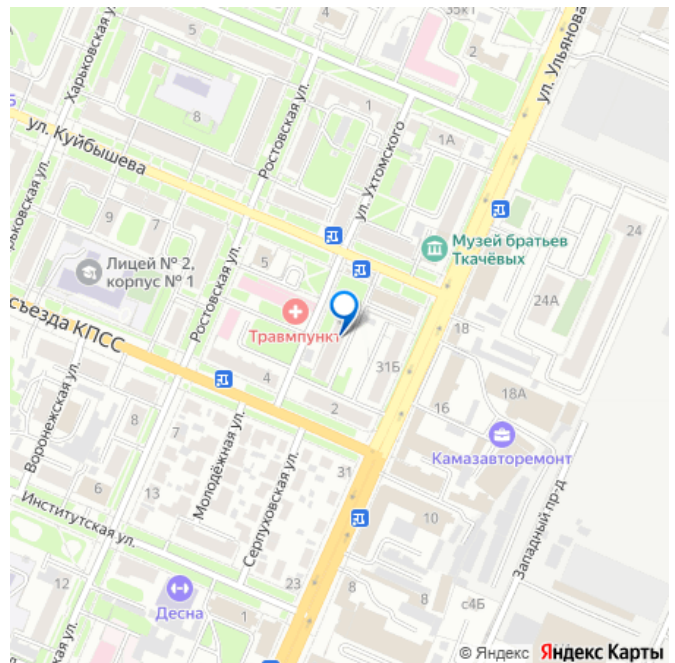 35к1
5
Харьковская у
2
ул. Ульянова
Ростовская ул.
1
8
ул. Куйбышева
1А
ул. Ухтомского
рьковская ул.
9
7
24
Музей братьев
Ткачёвых
Лицей № 2,
корпус № 1
5
24А
съезда КПСС
Ростовская ул.
Травмпункт
18
31Б
4
18А
2
16
Воронежская ул.
8
7
Молодёжная ул.
Серпуховская ул.
Камазавторемонт
31
6
13
10
Западный пр-д
Институтская ул.
12
Десна
23
1
8
8
с4Б
ская ул.
© Яндекс Яндекс Карты